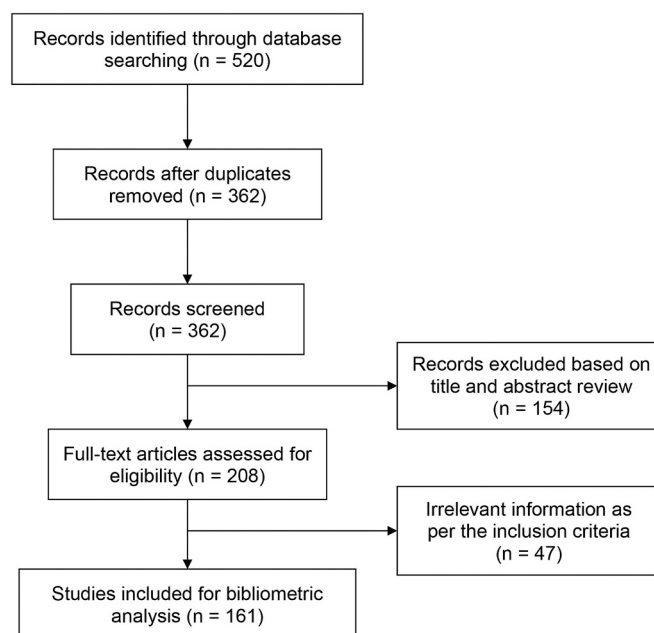 Records identified through database
searching (n = 520)
Records after duplicates
removed (n = 362)
Records screened
(n = 362)
Records excluded based on
title and abstract review
(n = 154)
Full-text articles assessed for
eligibility (n = 208)
Irrelevant information as
per the inclusion criteria
(n = 47)
Studies included for bibliometric
analysis (n = 161)